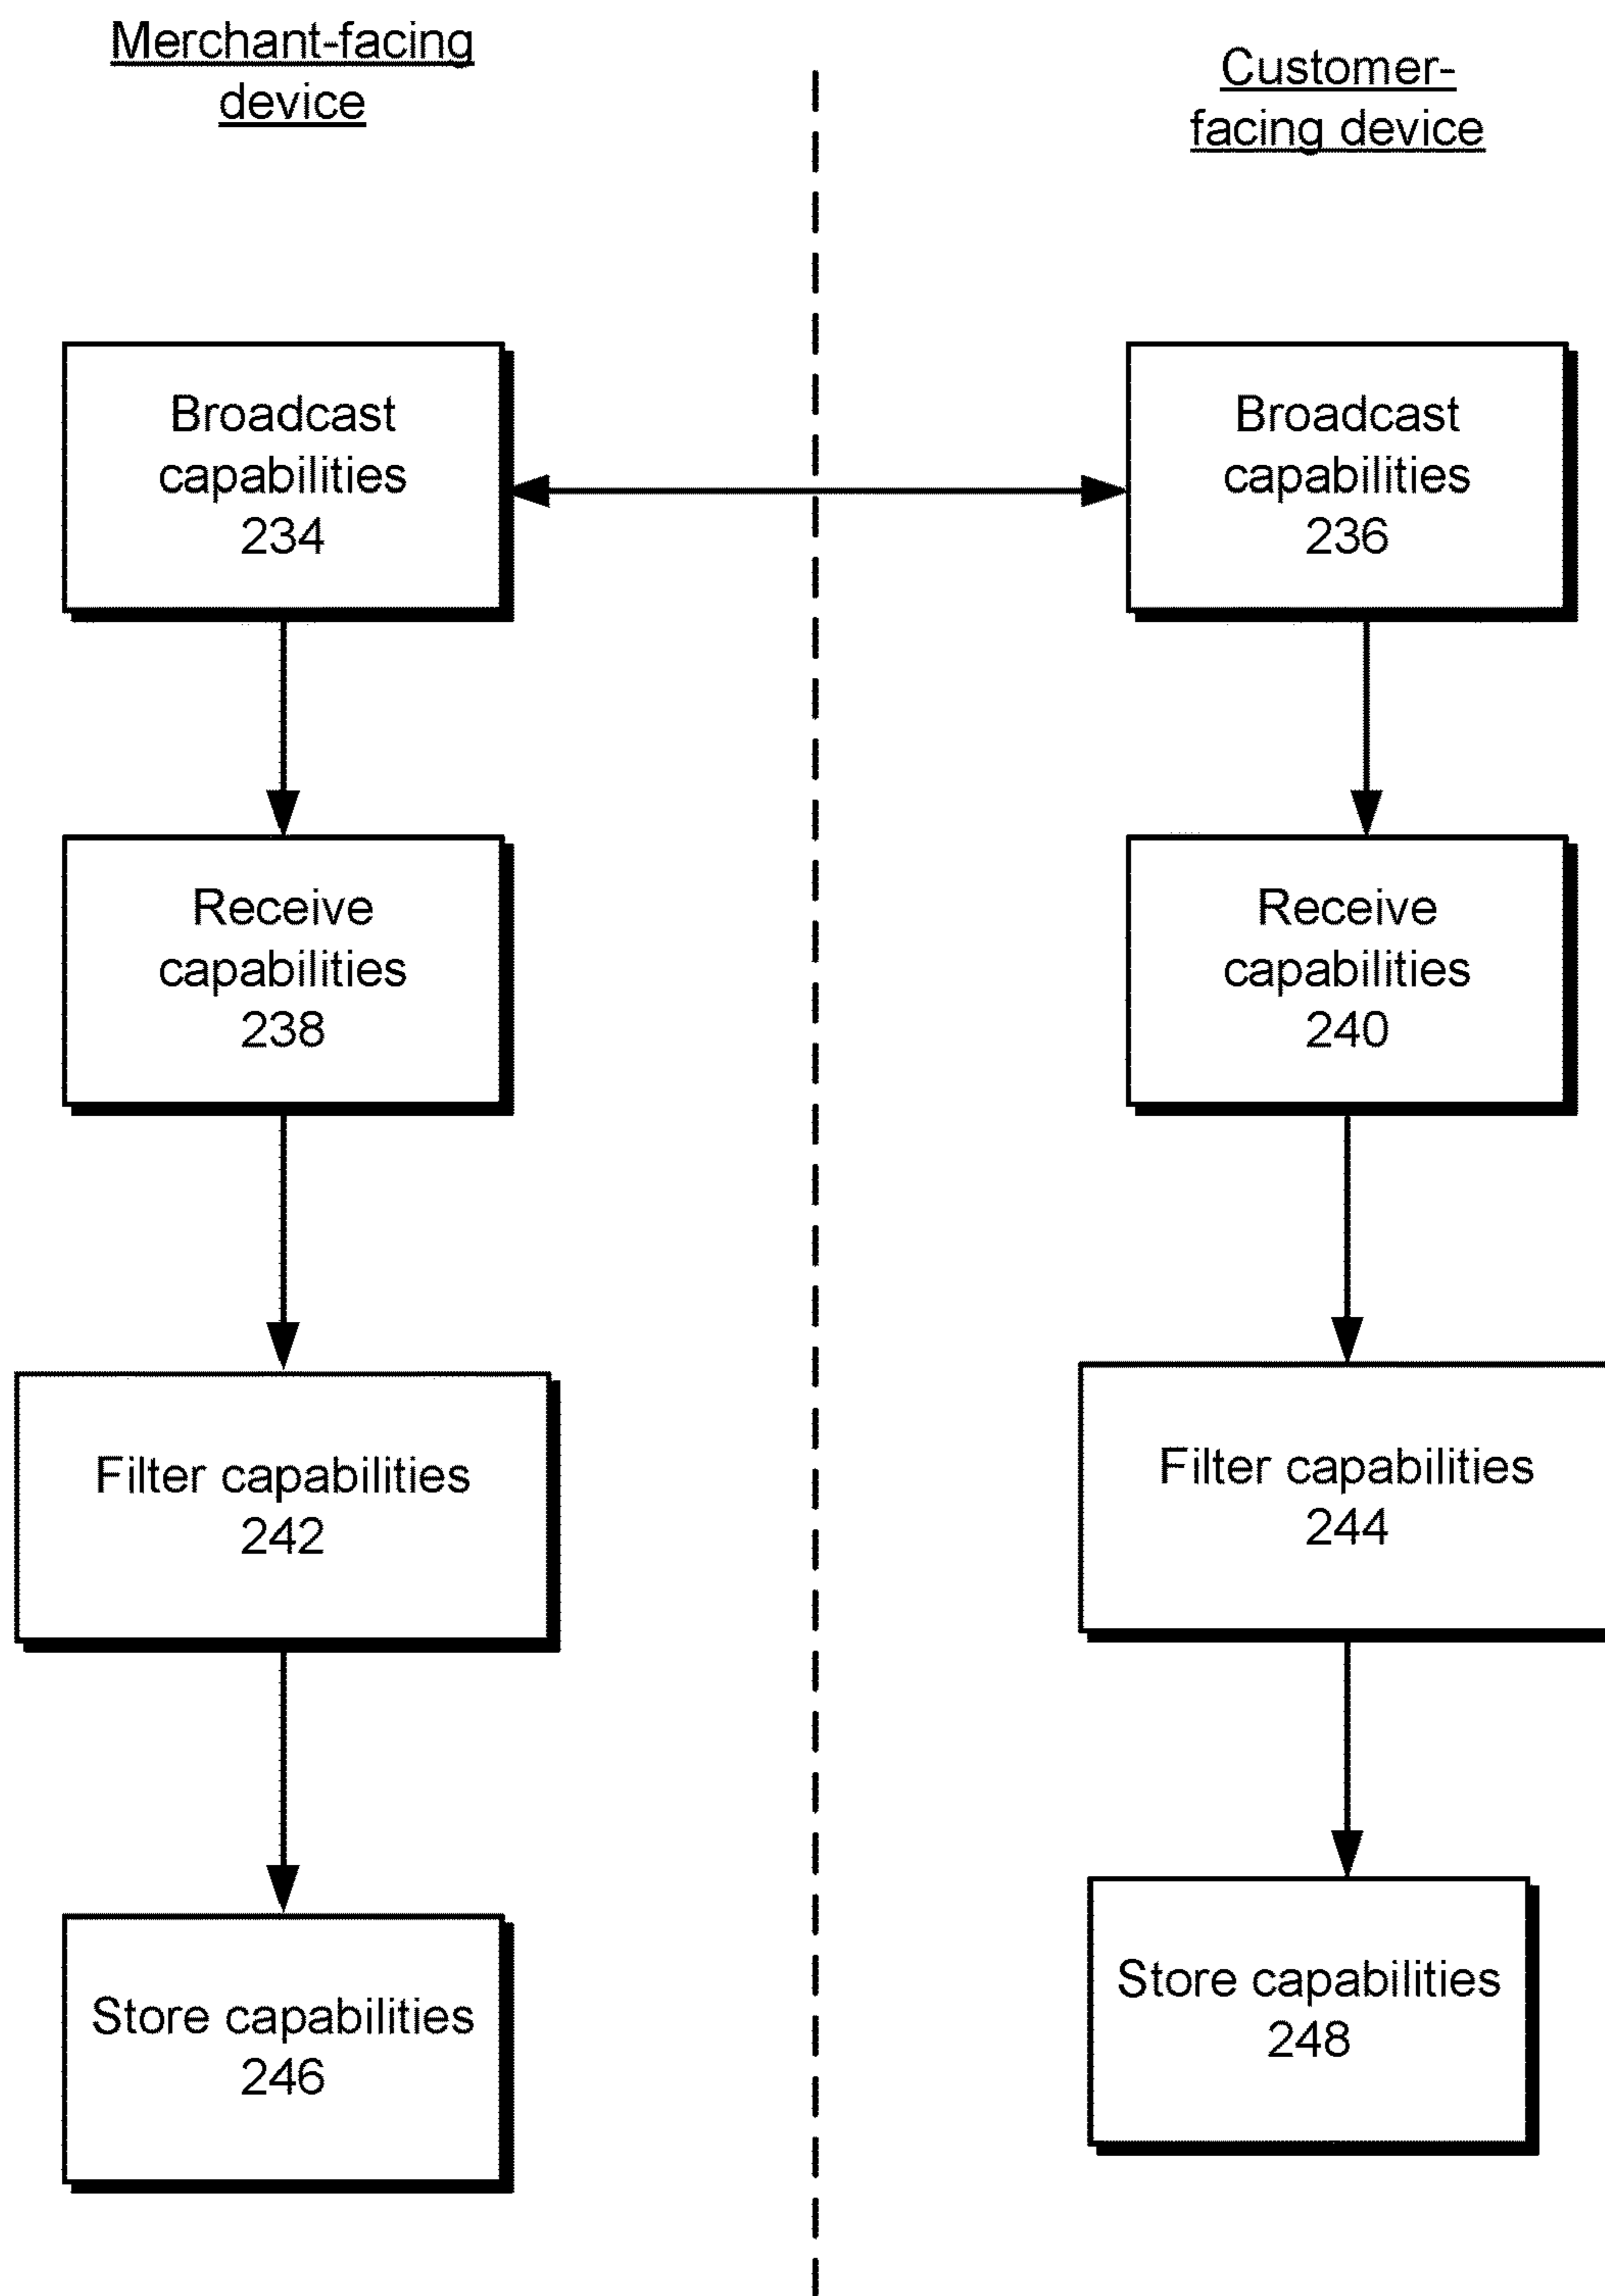 Merchant-facing
device
Customer-
facing device
Broadcast
capabilities
234
Broadcast
capabilities
236
Receive
capabilities
238
Receive
capabilities
240
Filter capabilities
242
Filter capabilities
244
Store capabilities
246
Store capabilities
248